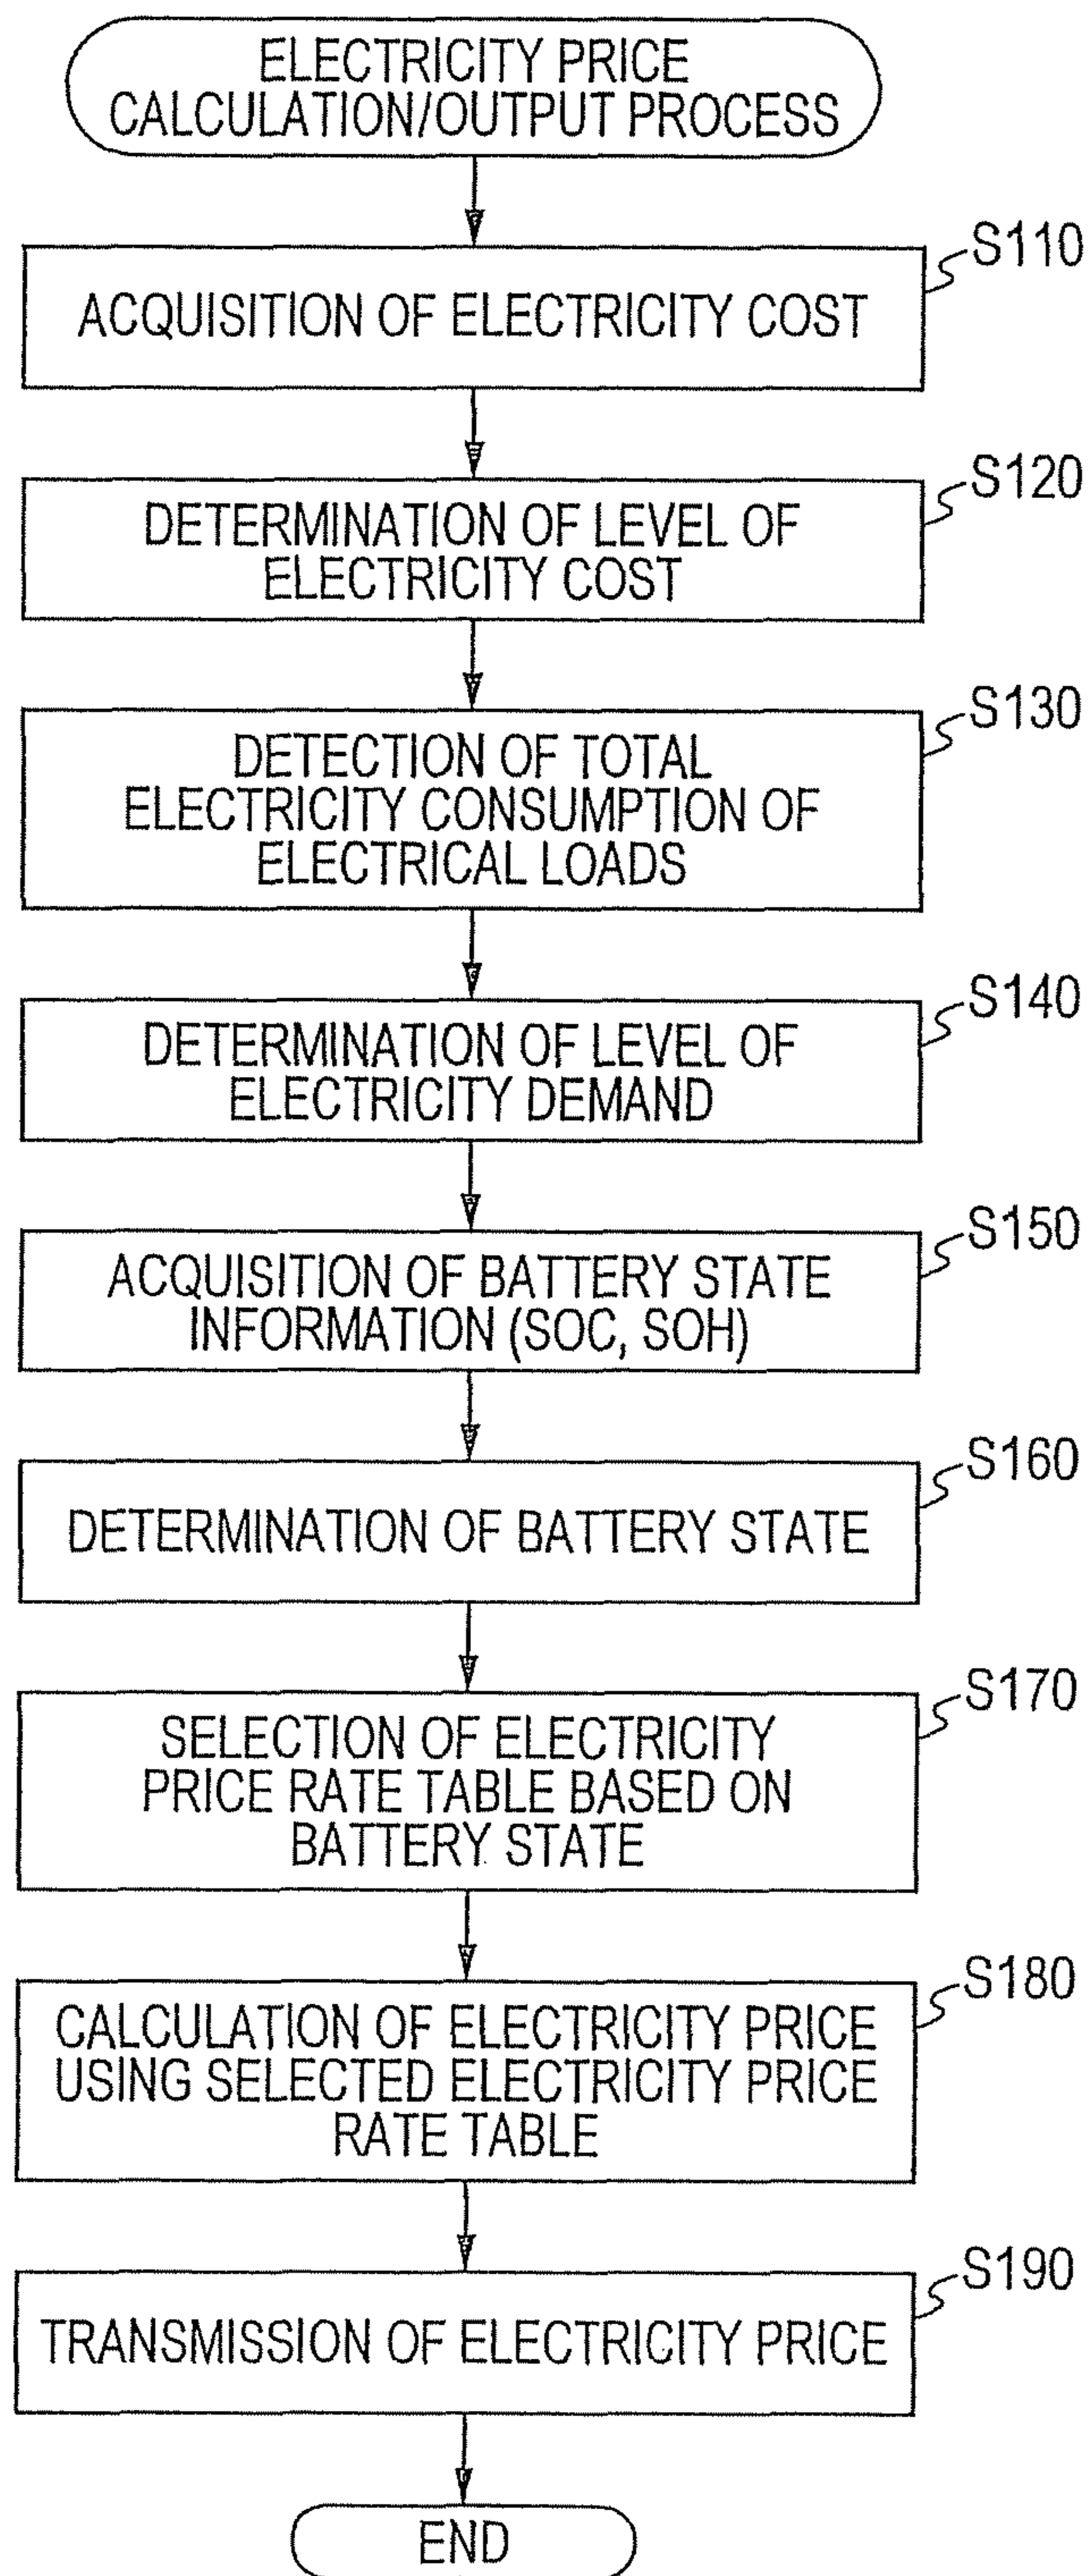 ELECTRICITY PRICE
CALCULATION/OUTPUT PROCESS
S110
ACQUISITION OF ELECTRICITY COST
S120
DETERMINATION OF LEVEL OF
ELECTRICITY COST
S130
DETECTION OF TOTAL
ELECTRICITY CONSUMPTION OF
ELECTRICAL LOADS
S140
DETERMINATION OF LEVEL OF
ELECTRICITY DEMAND
S150
ACQUISITION OF BATTERY STATE
INFORMATION (SOC, SOH)
S160
DETERMINATION OF BATTERY STATE
S170
SELECTION OF ELECTRICITY
PRICE RATE TABLE BASED ON
BATTERY STATE
S180
CALCULATION OF ELECTRICITY PRICE
USING SELECTED ELECTRICITY PRICE
RATE TABLE
S190
TRANSMISSION OF ELECTRICITY PRICE
END